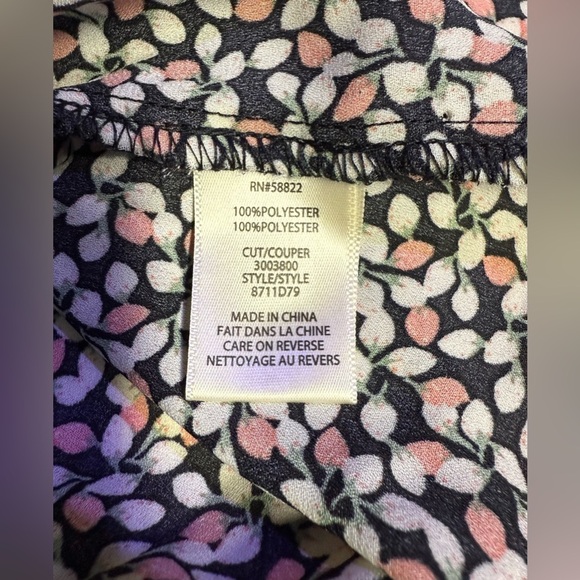 RN#58822
100%POLYESTER
100%POLYESTER
CUT/COUPER
3003800
STYLE/STYLE
8711D79
MADE IN CHINA
FAIT DANS LA CHINE
CARE ON REVERSE
NETTOYAGE AU REVERS